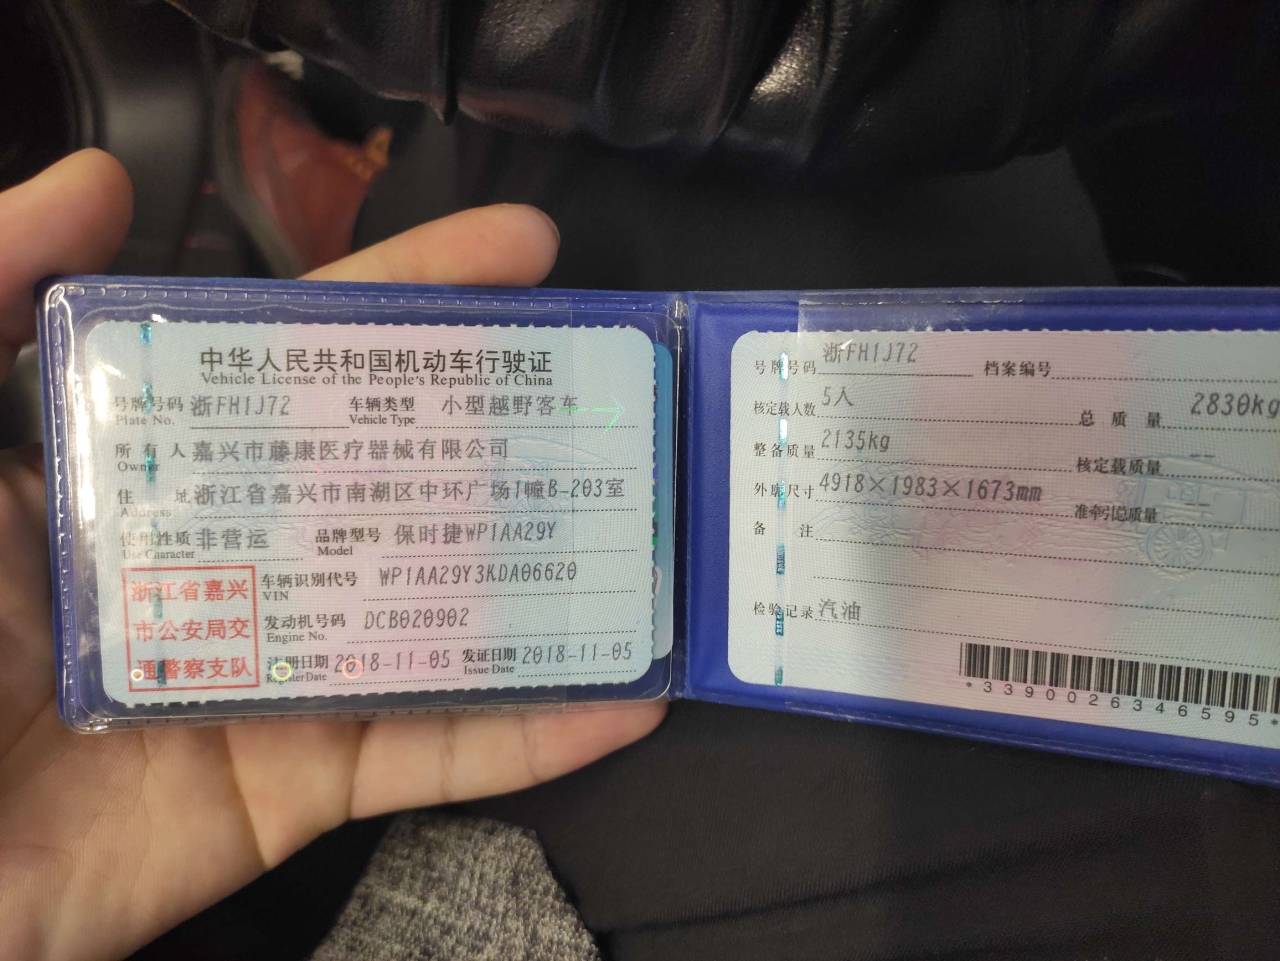 中华人民共和国机动车行驶证
Vehicle License of the People's Republic of China
号牌号码 浙FH1J72 车辆类型 小型越野客车
Plate No. Vehicle Type
所有人 嘉兴市藤康医疗器械有限公司
Owner
住址 浙江省嘉兴市南湖区中环广场1幢B-203室
Address
使用性质 非营运 品牌型号 保时捷WP1AA29Y
Use Character Model
车辆识别代号 WP1AA29Y3KDA06620
VIN
发动机号码 DCB020902
Engine No.
注册日期 2018-11-05 发证日期 2018-11-05
Register Date Issue Date
浙江省嘉兴
市公安局交
通警察支队
号牌号码 浙FH1J72 档案编号
核定载人数 5人 总质量 2830kg
整备质量 2135kg 核定载质量 --
外廓尺寸 4918×1983×1673mm 准牵引总质量
备注
检验记录 汽油
*3390026346595*